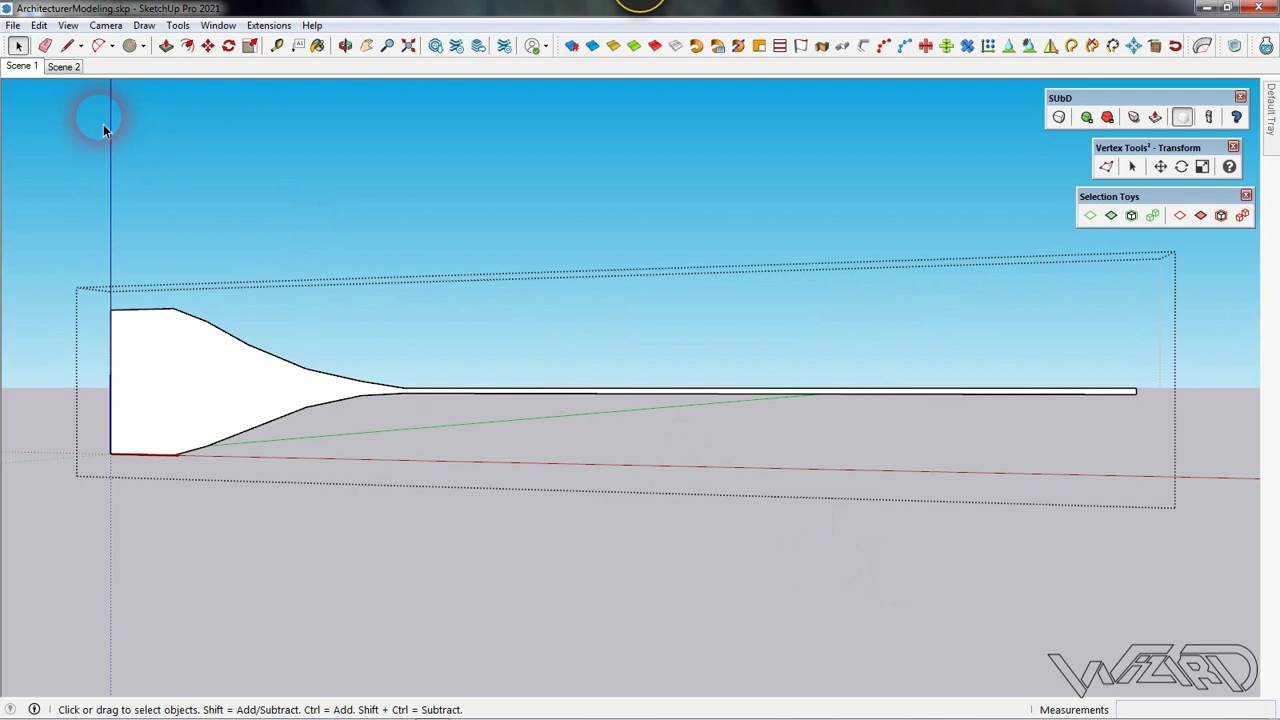 ArchitecturerModeling.skp - SketchUp Pro 2021
File Edit View Camera Draw Tools Window Extensions Help
Scene 1 Scene 2
SUbD
Vertex Tools² - Transform
Selection Toys
Default Tray
WIZARD
Click or drag to select objects. Shift = Add/Subtract. Ctrl = Add. Shift + Ctrl = Subtract.
Measurements